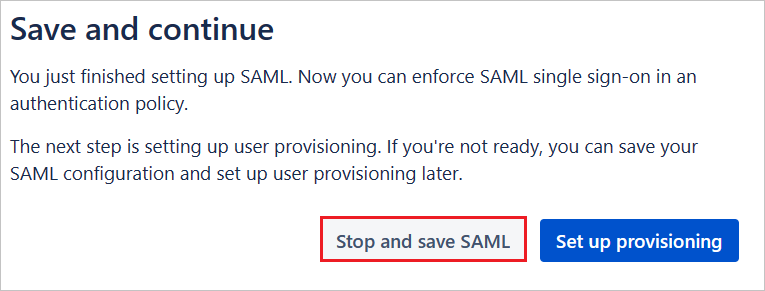 Save and continue
You just finished setting up SAML. Now you can enforce SAML single sign-on in an
authentication policy.
The next step is setting up user provisioning. If you're not ready, you can save your
SAML configuration and set up user provisioning later.
Stop and save SAML
Set up provisioning